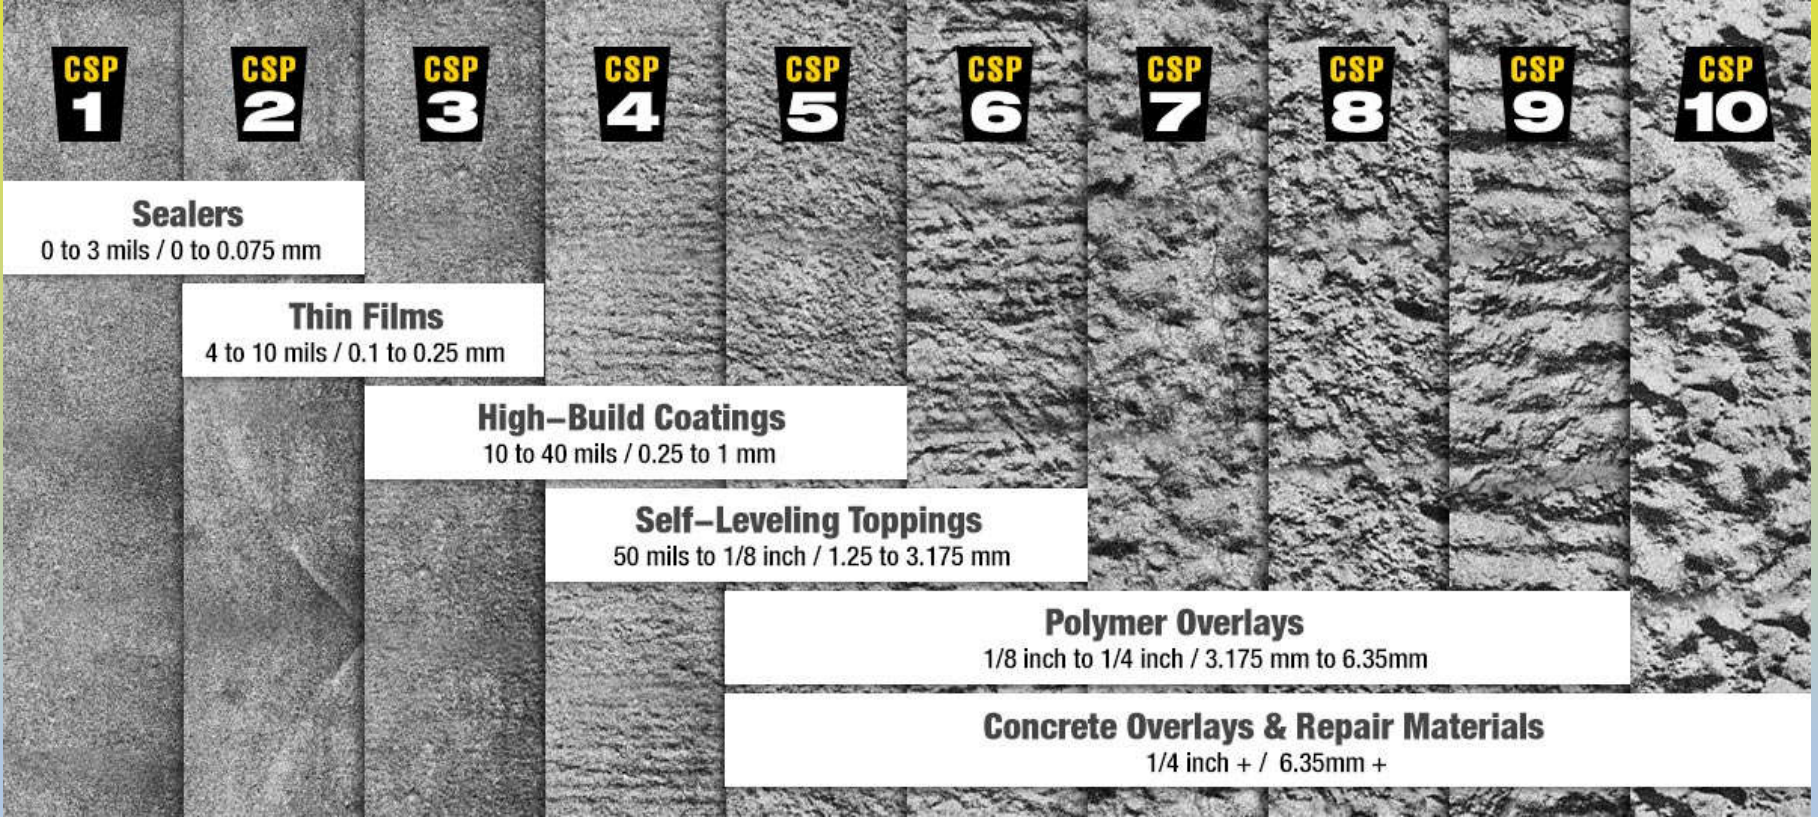 CSP
1
CSP
2
CSP
3
CSP
4
CSP
5
CSP
6
CSP
7
CSP
8
CSP
9
CSP
10
Sealers
0 to 3 mils / 0 to 0.075 mm
Thin Films
4 to 10 mils / 0.1 to 0.25 mm
High–Build Coatings
10 to 40 mils / 0.25 to 1 mm
Self–Leveling Toppings
50 mils to 1/8 inch / 1.25 to 3.175 mm
Polymer Overlays
1/8 inch to 1/4 inch / 3.175 mm to 6.35mm
Concrete Overlays & Repair Materials
1/4 inch + / 6.35mm +